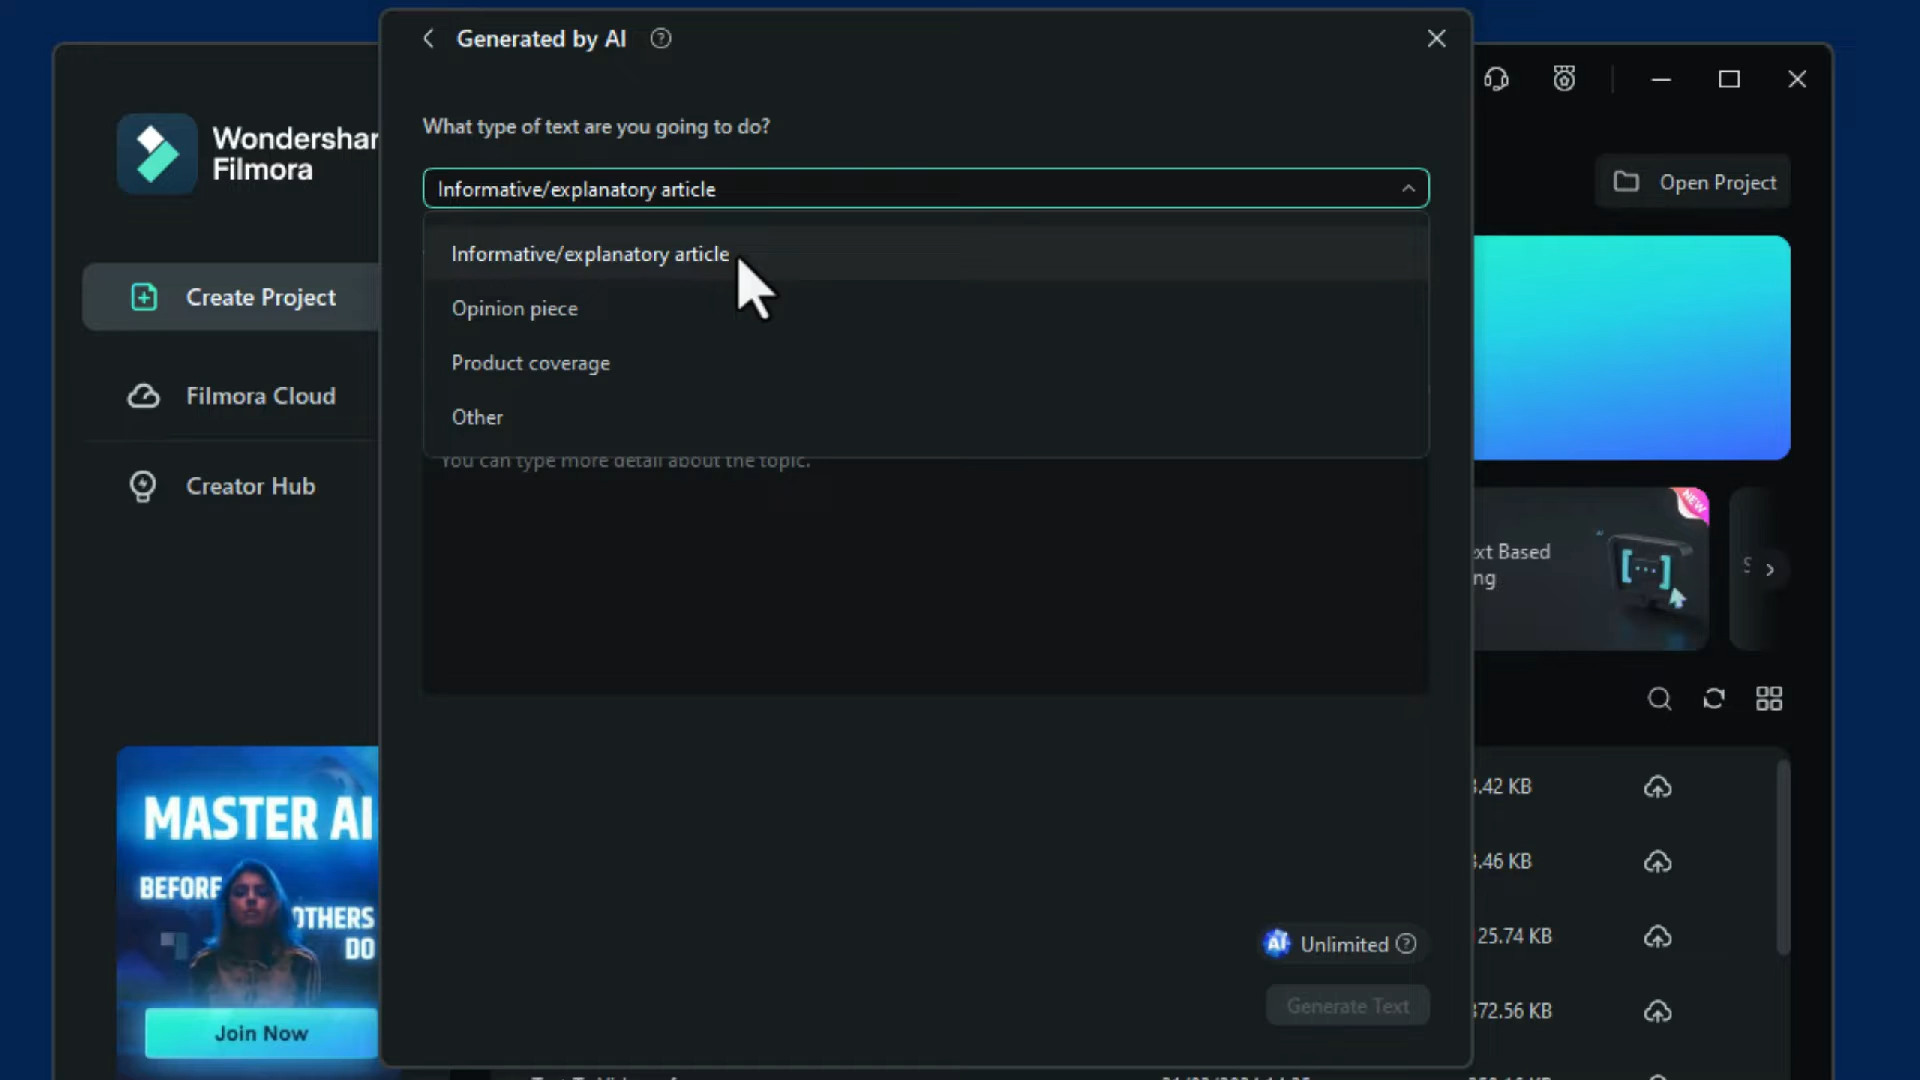 Generated by AI
What type of text are you going to do?
Informative/explanatory article
Informative/explanatory article
Opinion piece
Product coverage
Other
You can type more detail about the topic.
AI Unlimited
Generate Text
Wondershar
Filmora
Create Project
Filmora Cloud
Creator Hub
MASTER AI
BEFORE
OTHERS
DO
Join Now
Open Project
NEW
xt Based
ng
S
.42 KB
.46 KB
25.74 KB
372.56 KB